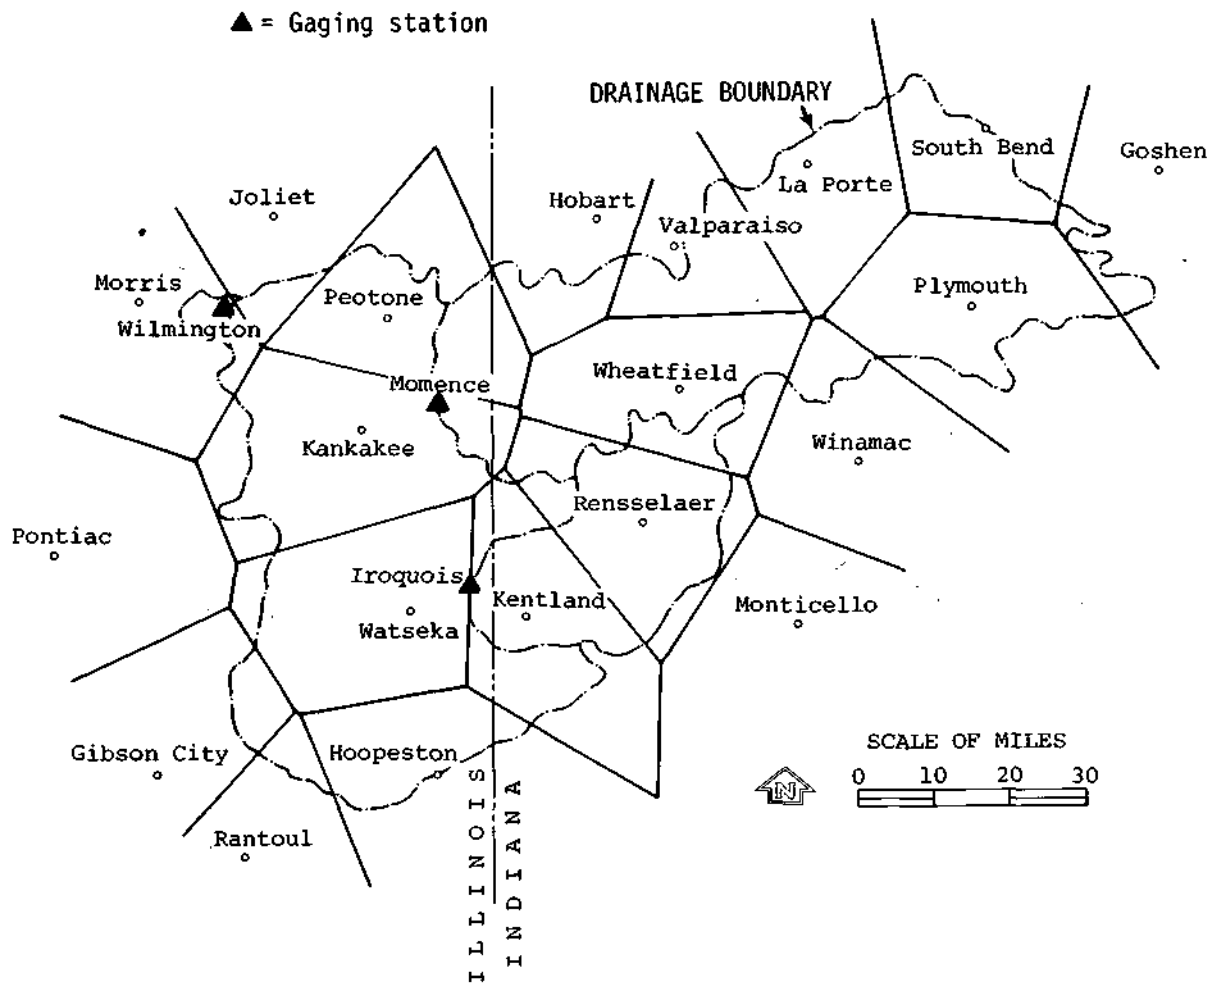 ▲ = Gaging station
DRAINAGE BOUNDARY
South Bend
Goshen
La Porte
Joliet
Hobart
Valparaiso
Morris
Peotone
Plymouth
Wilmington
Momence
Wheatfield
Kankakee
Winamac
Rensselaer
Pontiac
Iroquois
Kentland
Monticello
Watseka
Gibson City
Hoopeston
SCALE OF MILES
N
0 10 20 30
Rantoul
ILLINOIS
INDIANA